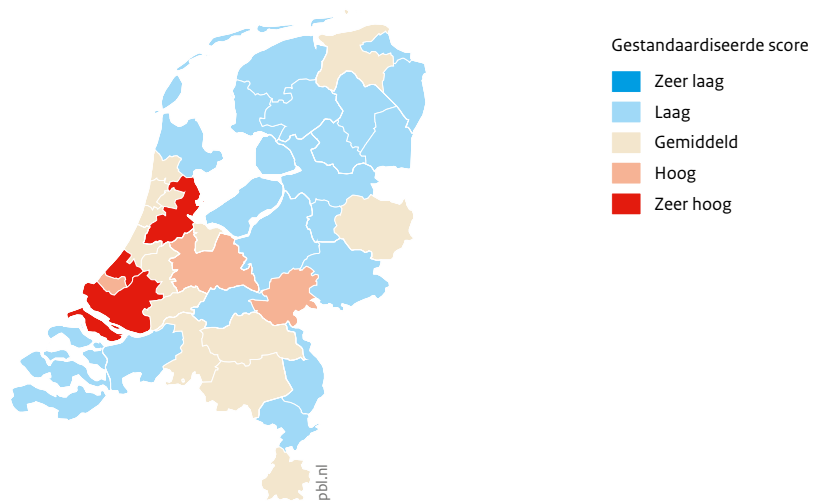 Gestandaardiseerde score
Zeer laag
Laag
Gemiddeld
Hoog
Zeer hoog
pbl.nl